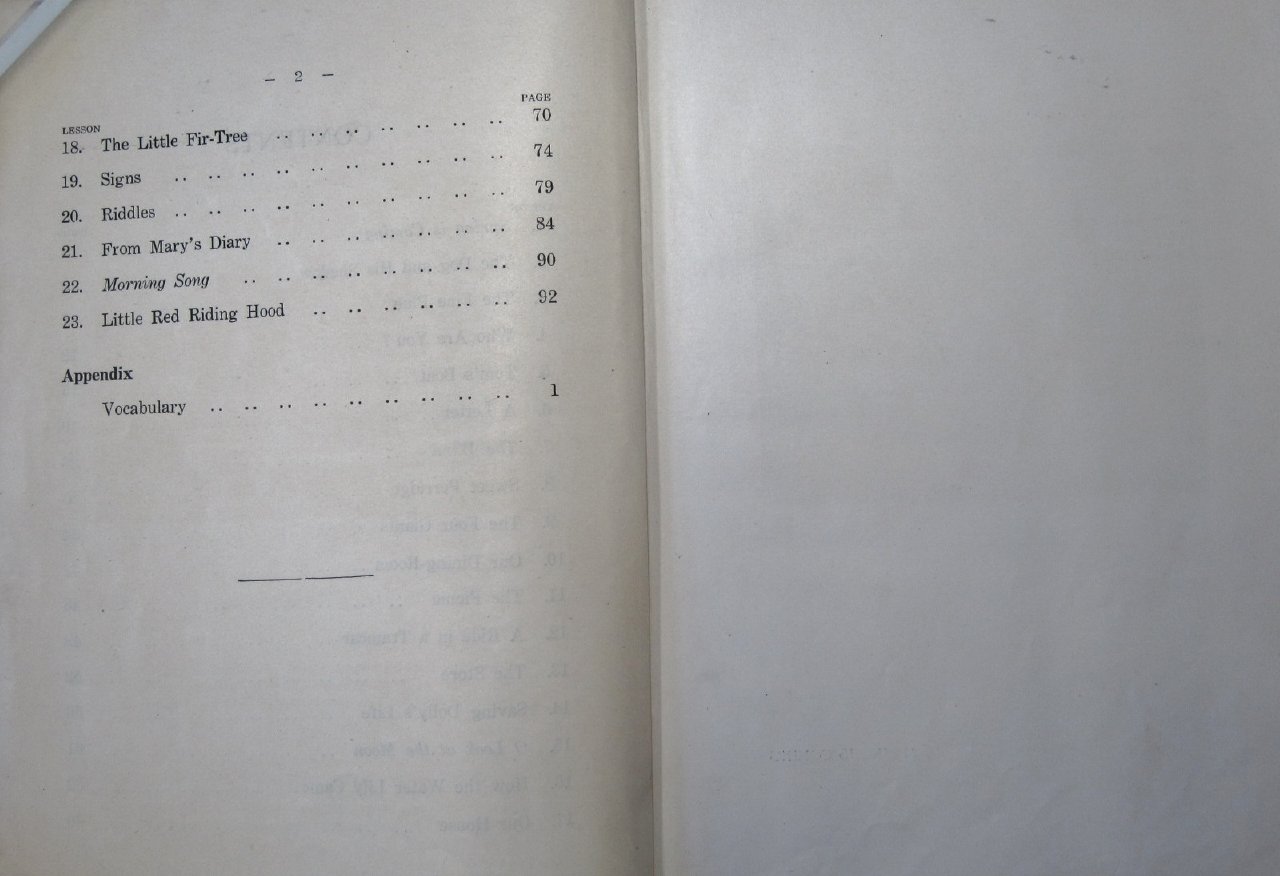 – 2 –
LESSON PAGE
18. The Little Fir-Tree .. .. .. .. .. .. .. 70
19. Signs .. .. .. .. .. .. .. .. .. .. 74
20. Riddles .. .. .. .. .. .. .. .. .. .. 79
21. From Mary's Diary .. .. .. .. .. .. .. 84
22. Morning Song .. .. .. .. .. .. .. .. 90
23. Little Red Riding Hood .. .. .. .. .. .. 92
Appendix
Vocabulary .. .. .. .. .. .. .. .. .. 1